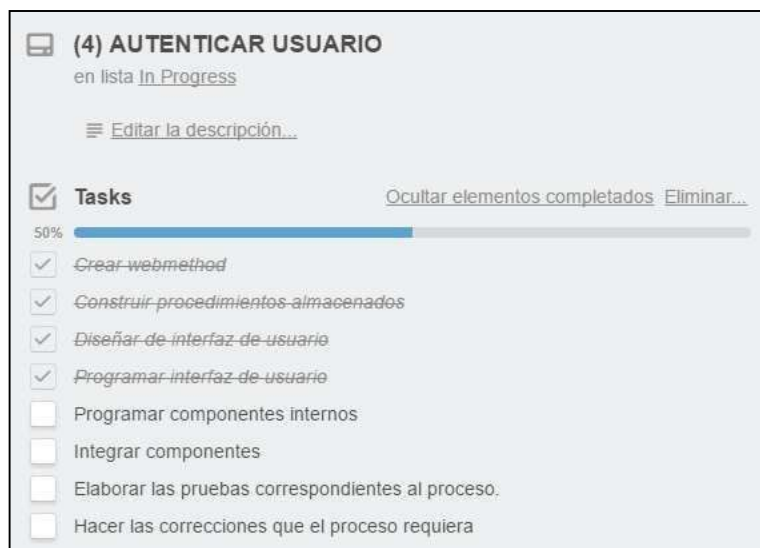 (4) AUTENTICAR USUARIO
en lista In Progress
Editar la descripción...
Tasks Ocultar elementos completados Eliminar...
50%
Crear webmethod
Construir procedimientos almacenados
Diseñar de interfaz de usuario
Programar interfaz de usuario
Programar componentes internos
Integrar componentes
Elaborar las pruebas correspondientes al proceso.
Hacer las correcciones que el proceso requiera